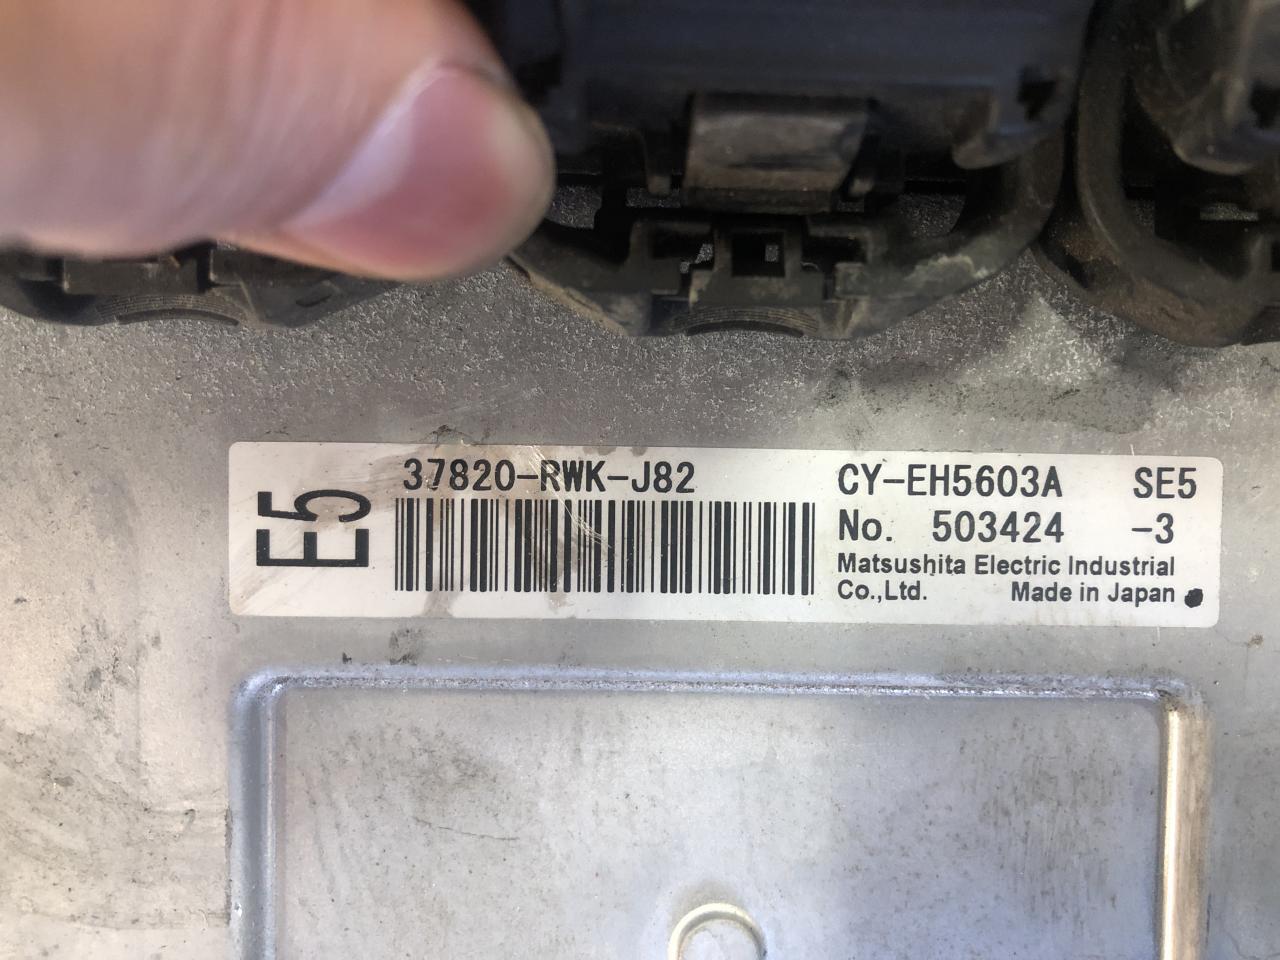 E5
37820-RWK-J82
CY-EH5603A SE5
No. 503424 -3
Matsushita Electric Industrial
Co.,Ltd. Made in Japan